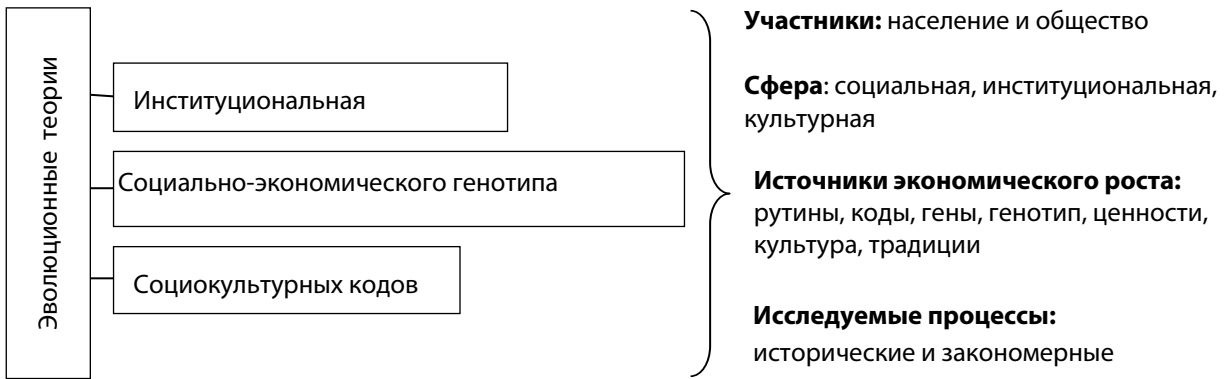 Эволюционные теории
Институциональная
Социально-экономического генотипа
Социокультурных кодов
Участники: население и общество
Сфера: социальная, институциональная,
культурная
Источники экономического роста:
рутины, коды, гены, генотип, ценности,
культура, традиции
Исследуемые процессы:
исторические и закономерные